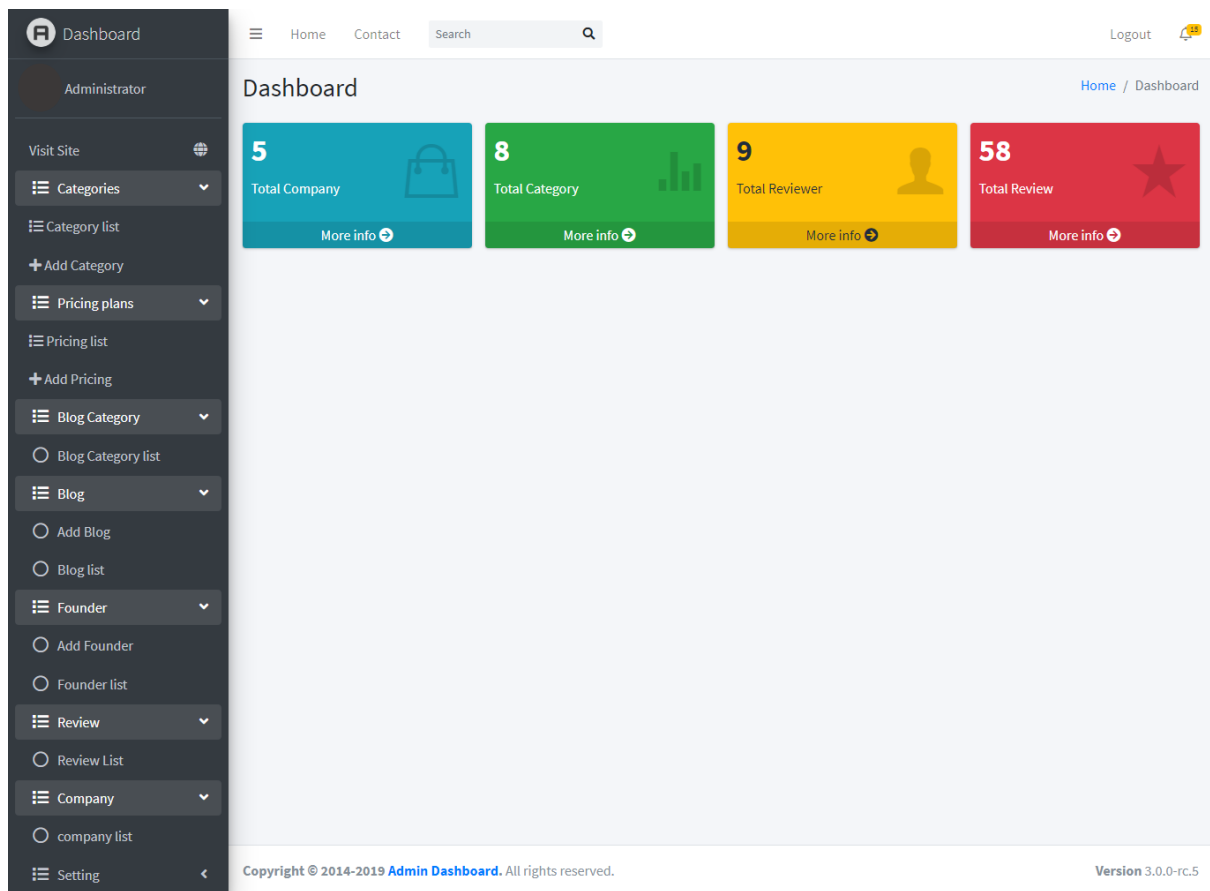 Dashboard
Home Contact Search Logout 15
Administrator
Dashboard
Home / Dashboard
Visit Site
Categories
Category list
Add Category
Pricing plans
Pricing list
Add Pricing
Blog Category
Blog Category list
Blog
Add Blog
Blog list
Founder
Add Founder
Founder list
Review
Review List
Company
company list
Setting
5
Total Company
More info
8
Total Category
More info
9
Total Reviewer
More info
58
Total Review
More info
Copyright © 2014-2019 Admin Dashboard. All rights reserved.
Version 3.0.0-rc.5